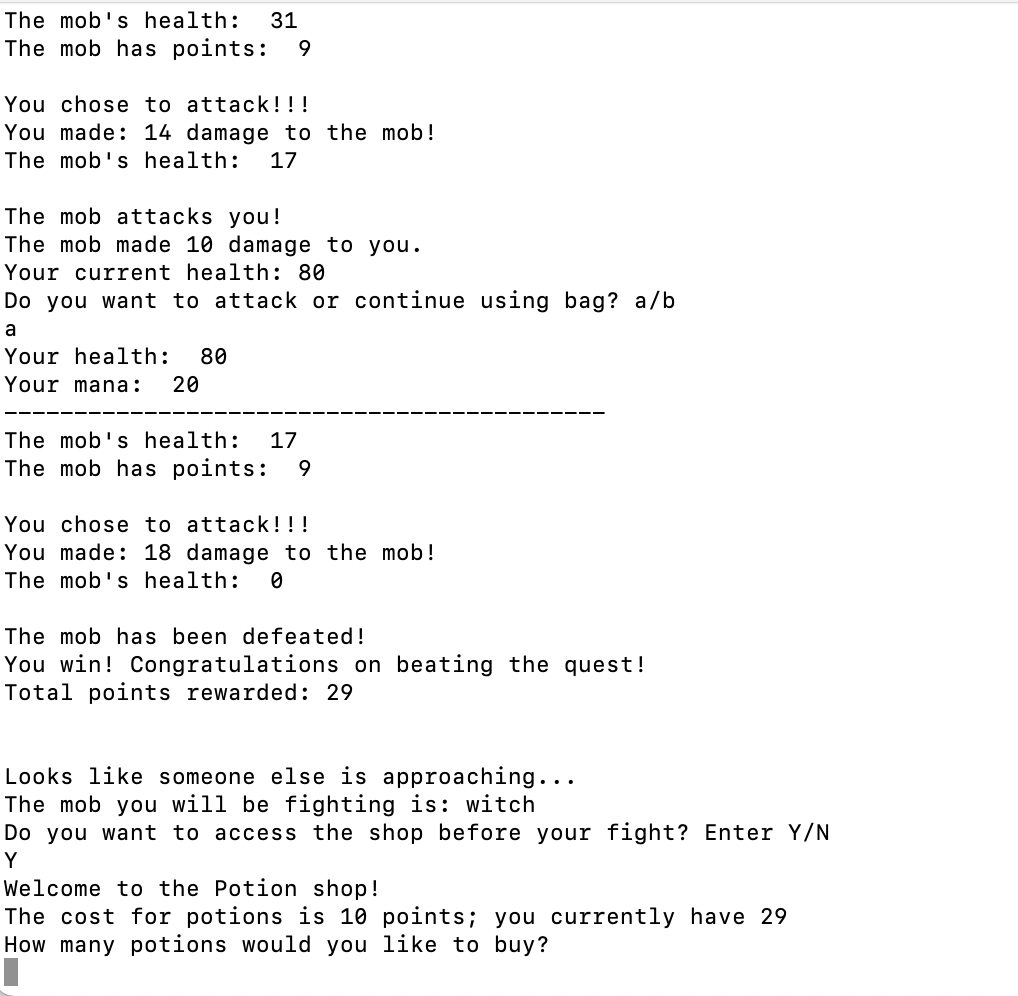 The mob's health:  31
The mob has points:  9
You chose to attack!!!
You made: 14 damage to the mob!
The mob's health:  17
The mob attacks you!
The mob made 10 damage to you.
Your current health: 80
Do you want to attack or continue using bag? a/b
a
Your health:  80
Your mana:  20
-------------------------------------------
The mob's health:  17
The mob has points:  9
You chose to attack!!!
You made: 18 damage to the mob!
The mob's health:  0
The mob has been defeated!
You win! Congratulations on beating the quest!
Total points rewarded: 29
Looks like someone else is approaching...
The mob you will be fighting is: witch
Do you want to access the shop before your fight? Enter Y/N
Y
Welcome to the Potion shop!
The cost for potions is 10 points; you currently have 29
How many potions would you like to buy?